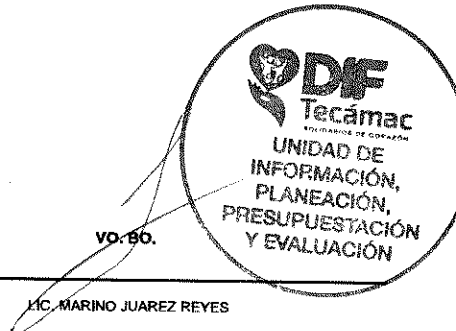 DIF
Tecámac
SOLIDARIOS DE CORAZÓN
UNIDAD DE
INFORMACIÓN,
PLANEACIÓN,
PRESUPUESTACIÓN
Y EVALUACIÓN
VO. BO.
LIC. MARINO JUAREZ REYES